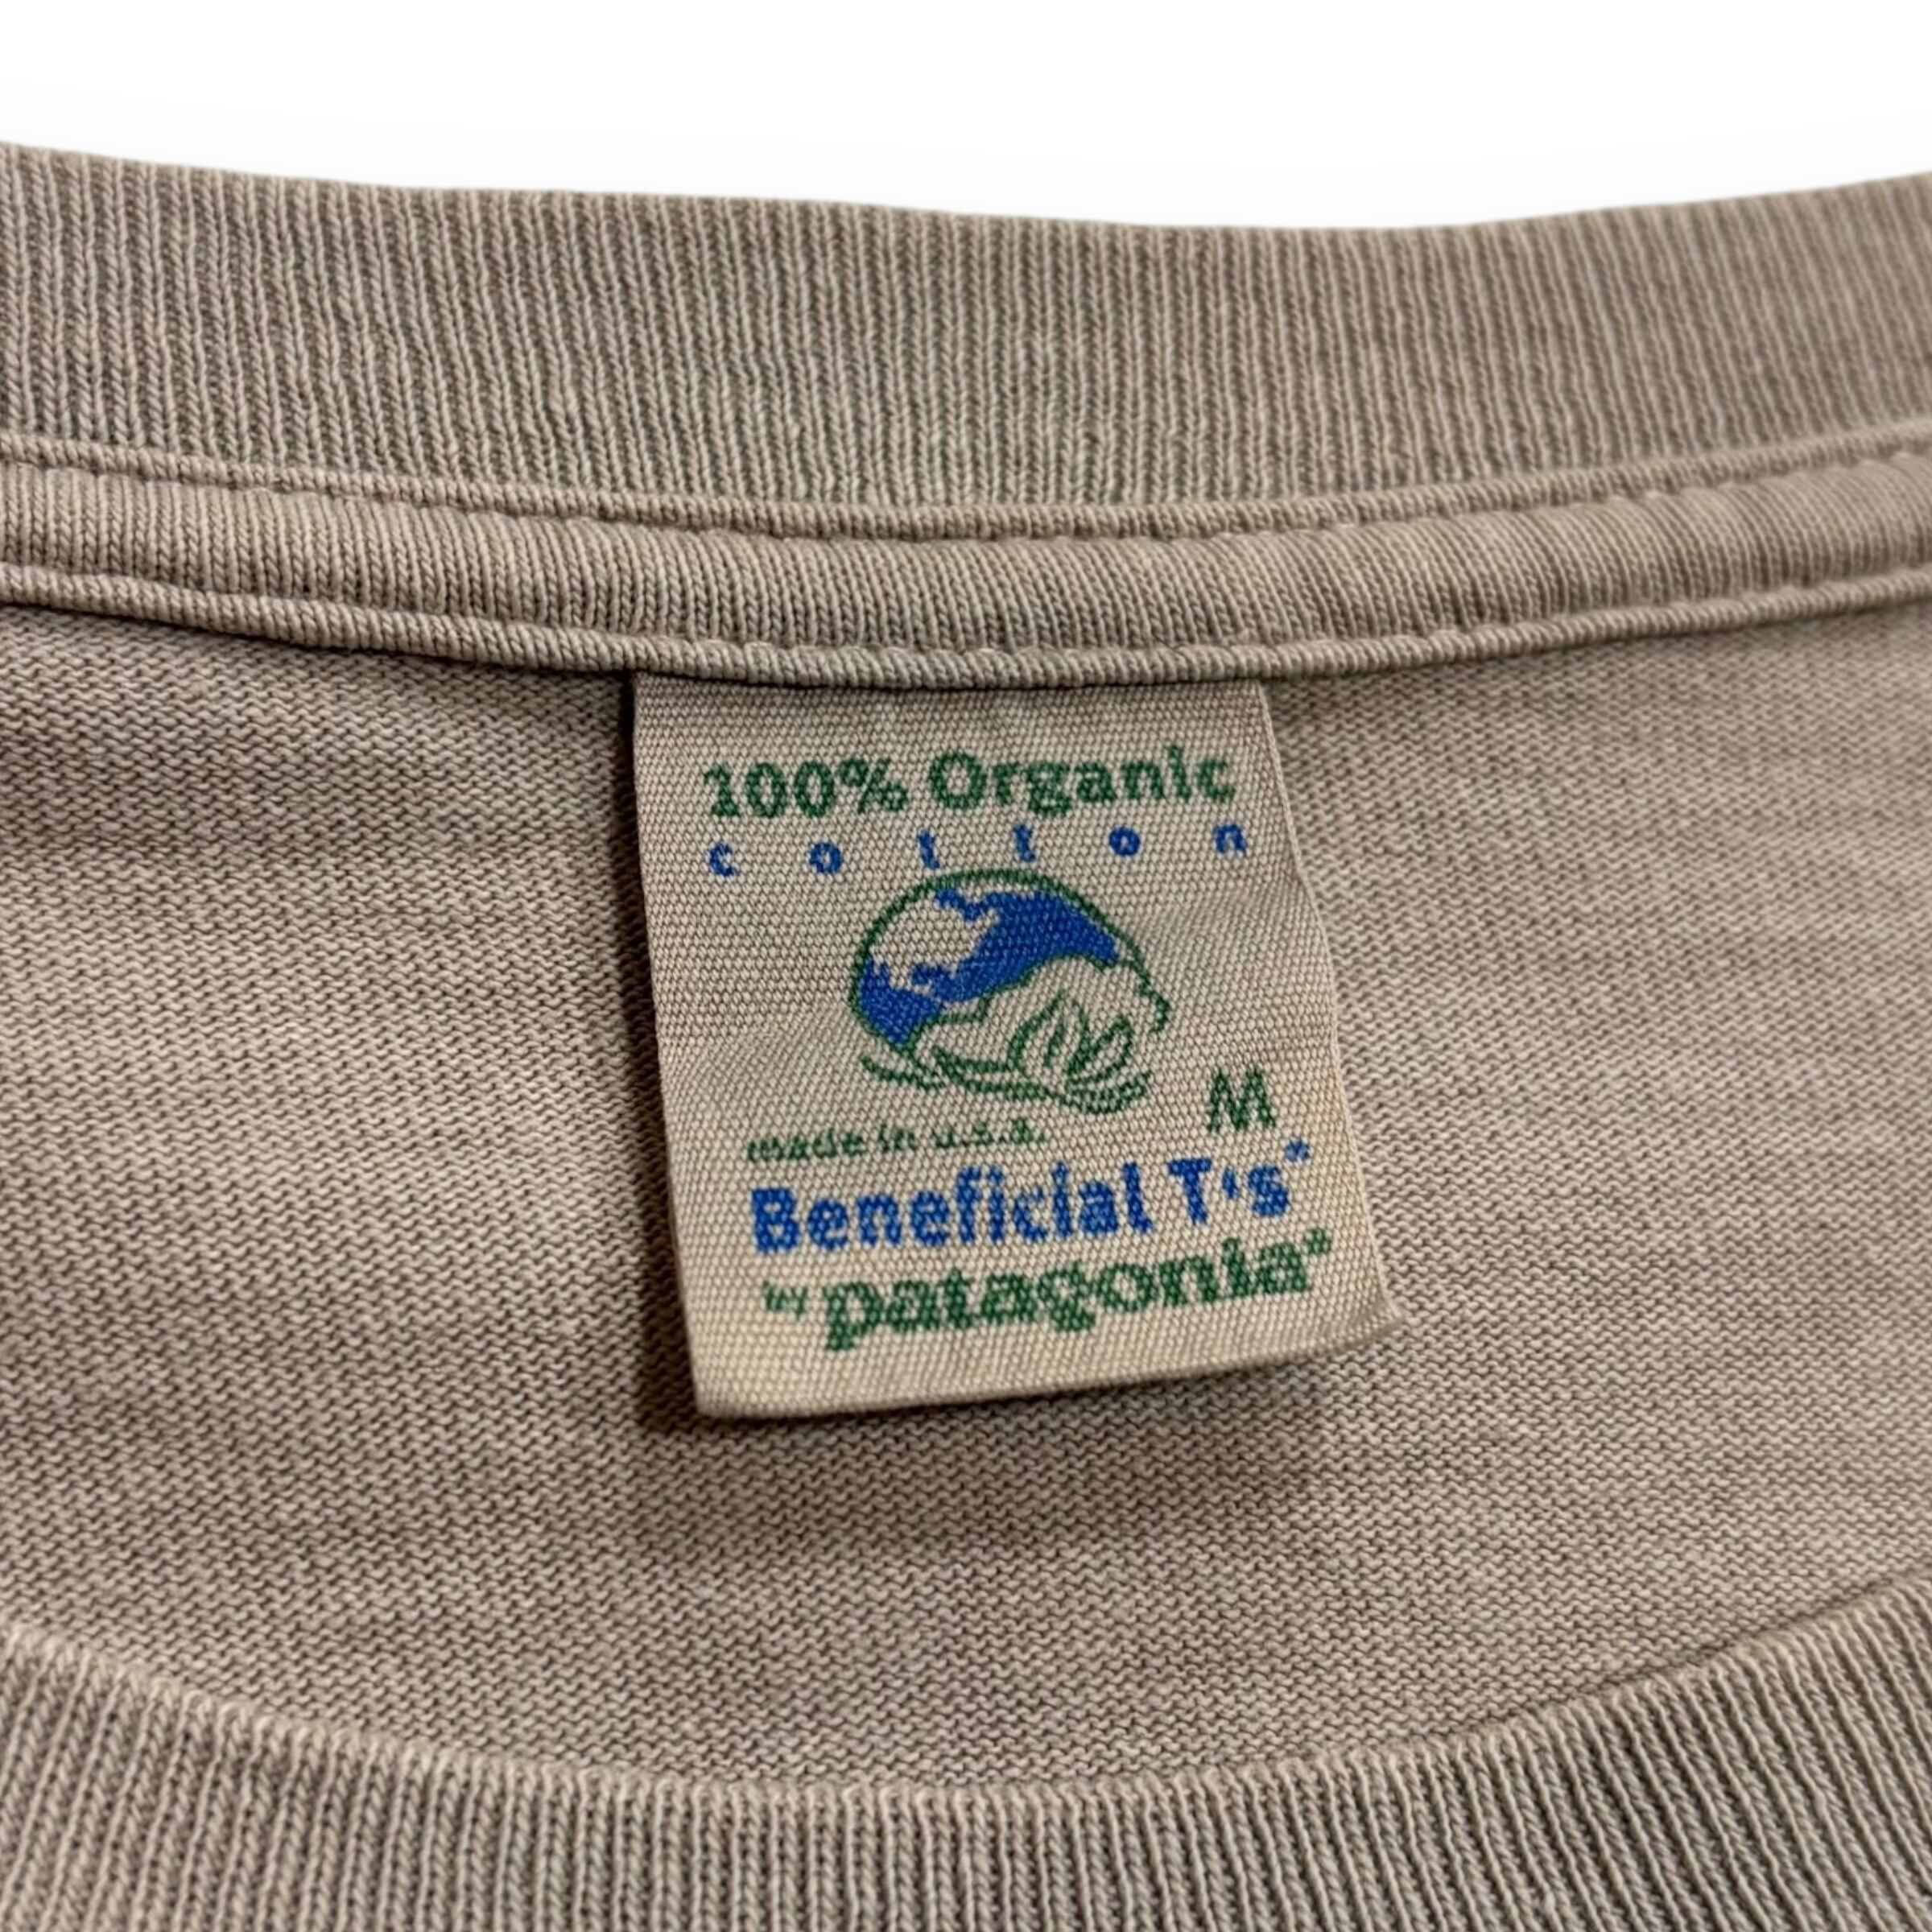 100% Organic
cotton
M
made in U.S.A.
Beneficial T's
by patagonia®